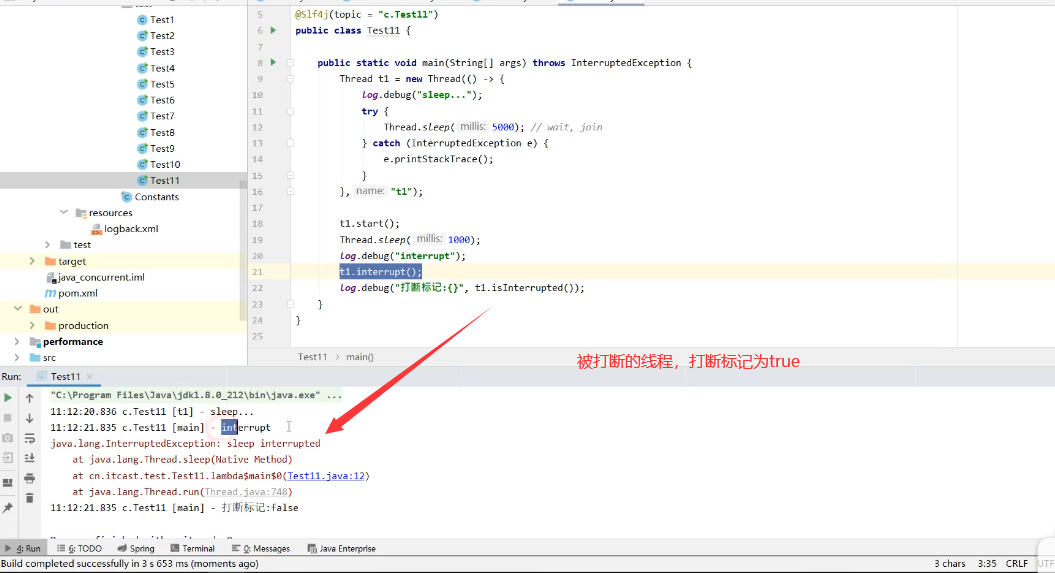 Test1
Test2
Test3
Test4
Test5
Test6
Test7
Test8
Test9
Test10
Test11
Constants
resources
logback.xml
test
target
java_concurrent.iml
pom.xml
out
production
performance
src
5 @Slf4j(topic = "c.Test11")
6 public class Test11 {
7
8 public static void main(String[] args) throws InterruptedException {
9 Thread t1 = new Thread(() -> {
10 log.debug("sleep...");
11 try {
12 Thread.sleep( millis: 5000); // wait, join
13 } catch (InterruptedException e) {
14 e.printStackTrace();
15 }
16 }, name: "t1");
17
18 t1.start();
19 Thread.sleep( millis: 1000);
20 log.debug("interrupt");
21 t1.interrupt();
22 log.debug("打断标记:{}", t1.isInterrupted());
23 }
24 }
25
Test11 › main()
被打断的线程，打断标记为true
Run: Test11
"C:\Program Files\Java\jdk1.8.0_212\bin\java.exe" ...
11:12:20.836 c.Test11 [t1] - sleep...
11:12:21.835 c.Test11 [main] - interrupt
java.lang.InterruptedException: sleep interrupted
at java.lang.Thread.sleep(Native Method)
at cn.itcast.test.Test11.lambda$main$0(Test11.java:12)
at java.lang.Thread.run(Thread.java:748)
11:12:21.835 c.Test11 [main] - 打断标记:false
4: Run 6: TODO Spring Terminal 0: Messages Java Enterprise
Build completed successfully in 3 s 653 ms (moments ago) 3 chars 3:35 CRLF UTF